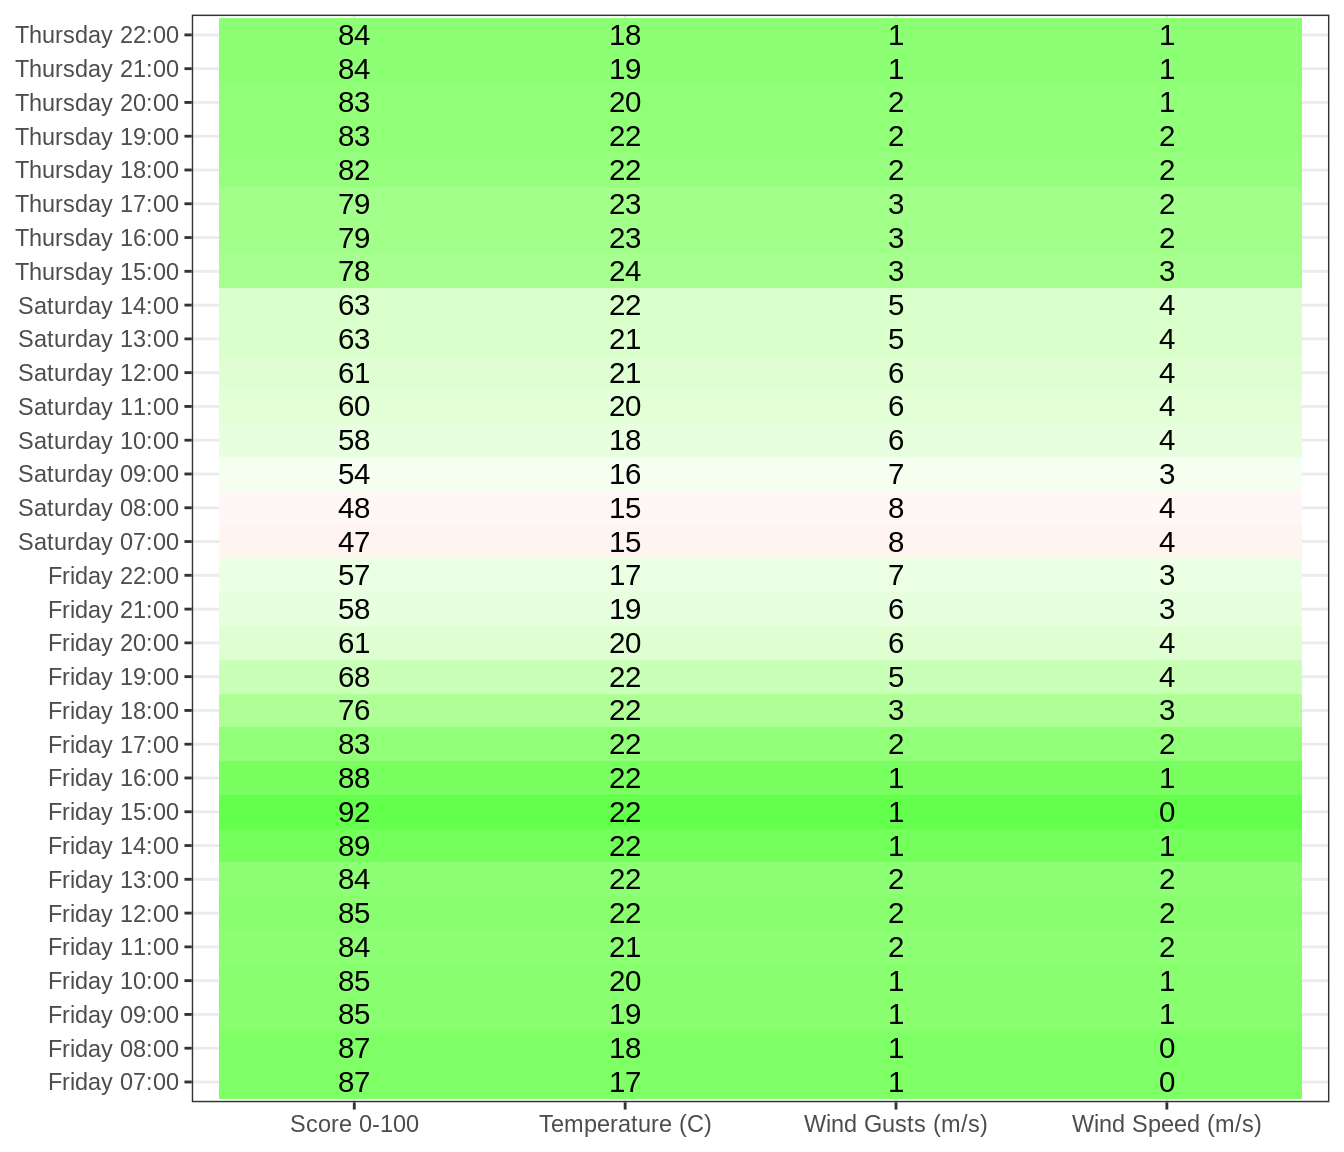 Thursday 22:00 84 18 1 1
Thursday 21:00 84 19 1 1
Thursday 20:00 83 20 2 1
Thursday 19:00 83 22 2 2
Thursday 18:00 82 22 2 2
Thursday 17:00 79 23 3 2
Thursday 16:00 79 23 3 2
Thursday 15:00 78 24 3 3
Saturday 14:00 63 22 5 4
Saturday 13:00 63 21 5 4
Saturday 12:00 61 21 6 4
Saturday 11:00 60 20 6 4
Saturday 10:00 58 18 6 4
Saturday 09:00 54 16 7 3
Saturday 08:00 48 15 8 4
Saturday 07:00 47 15 8 4
Friday 22:00 57 17 7 3
Friday 21:00 58 19 6 3
Friday 20:00 61 20 6 4
Friday 19:00 68 22 5 4
Friday 18:00 76 22 3 3
Friday 17:00 83 22 2 2
Friday 16:00 88 22 1 1
Friday 15:00 92 22 1 0
Friday 14:00 89 22 1 1
Friday 13:00 84 22 2 2
Friday 12:00 85 22 2 2
Friday 11:00 84 21 2 2
Friday 10:00 85 20 1 1
Friday 09:00 85 19 1 1
Friday 08:00 87 18 1 0
Friday 07:00 87 17 1 0
Score 0-100 Temperature (C) Wind Gusts (m/s) Wind Speed (m/s)